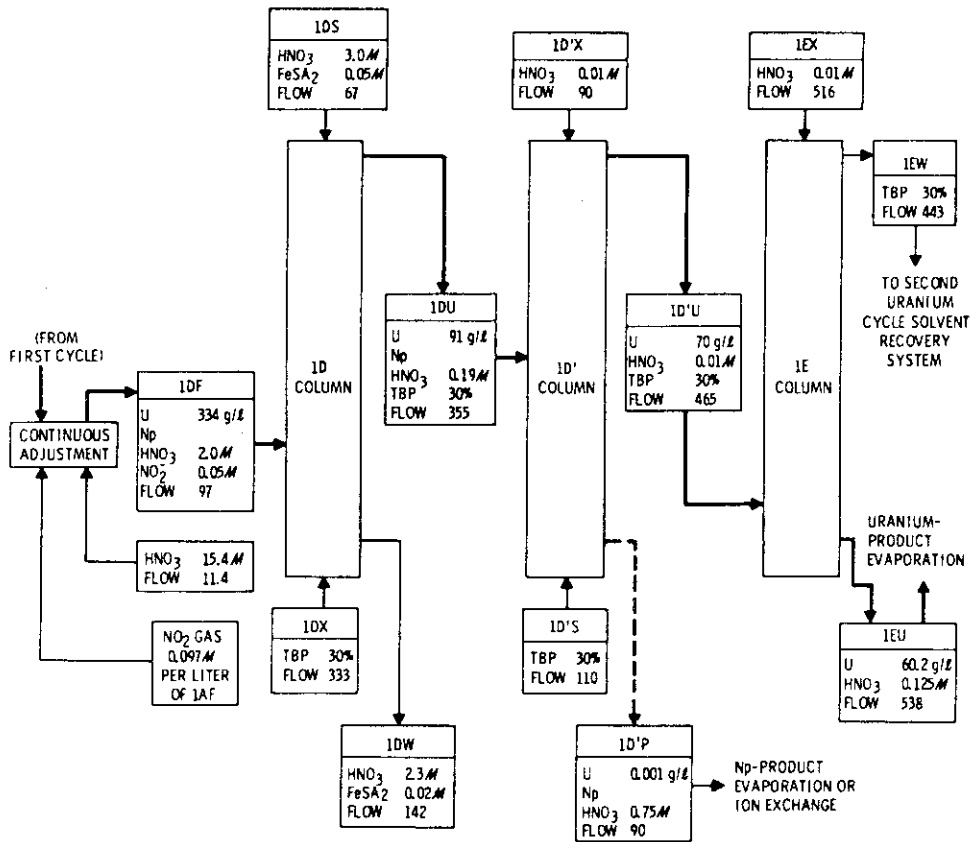 1DS
HNO3 3.0M
FeSA2 0.05M
FLOW 67
1D'X
HNO3 0.01M
FLOW 90
1EX
HNO3 0.01M
FLOW 516
1EW
TBP 30%
FLOW 443
TO SECOND
URANIUM
CYCLE SOLVENT
RECOVERY
SYSTEM
1D
COLUMN
1DU
U 91 g/ℓ
Np
HNO3 0.19M
TBP 30%
FLOW 355
1D'
COLUMN
1D'U
U 70 g/ℓ
HNO3 0.01M
TBP 30%
FLOW 465
1E
COLUMN
(FROM
FIRST CYCLE)
CONTINUOUS
ADJUSTMENT
1DF
U 334 g/ℓ
Np
HNO3 2.0M
NO2- 0.05M
FLOW 97
HNO3 15.4M
FLOW 11.4
NO2 GAS
0.097M
PER LITER
OF 1AF
1DX
TBP 30%
FLOW 333
1D'S
TBP 30%
FLOW 110
URANIUM-
PRODUCT
EVAPORATION
1EU
U 60.2 g/ℓ
HNO3 0.125M
FLOW 538
1DW
HNO3 2.3M
FeSA2 0.02M
FLOW 142
1D'P
U 0.001 g/ℓ
Np
HNO3 0.75M
FLOW 90
Np-PRODUCT
EVAPORATION OR
ION EXCHANGE